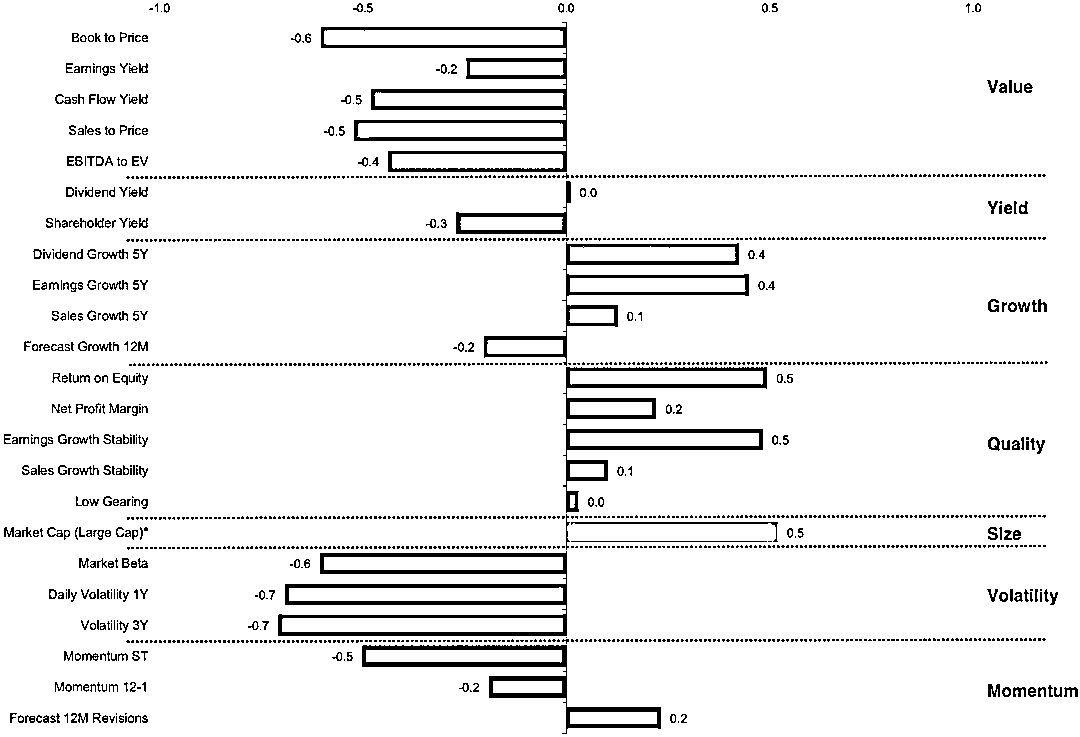 -1.0 -0.5 0.0 0.5 1.0
Book to Price -0.6
Earnings Yield -0.2
Value
Cash Flow Yield -0.5
Sales to Price -0.5
EBITDA to EV -0.4
Dividend Yield 0.0
Yield
Shareholder Yield -0.3
Dividend Growth 5Y 0.4
Earnings Growth 5Y 0.4
Growth
Sales Growth 5Y 0.1
Forecast Growth 12M -0.2
Return on Equity 0.5
Net Profit Margin 0.2
Earnings Growth Stability 0.5
Quality
Sales Growth Stability 0.1
Low Gearing 0.0
Market Cap (Large Cap)* 0.5 Size
Market Beta -0.6
Daily Volatility 1Y -0.7 Volatility
Volatility 3Y -0.7
Momentum ST -0.5
Momentum 12-1 -0.2 Momentum
Forecast 12M Revisions 0.2